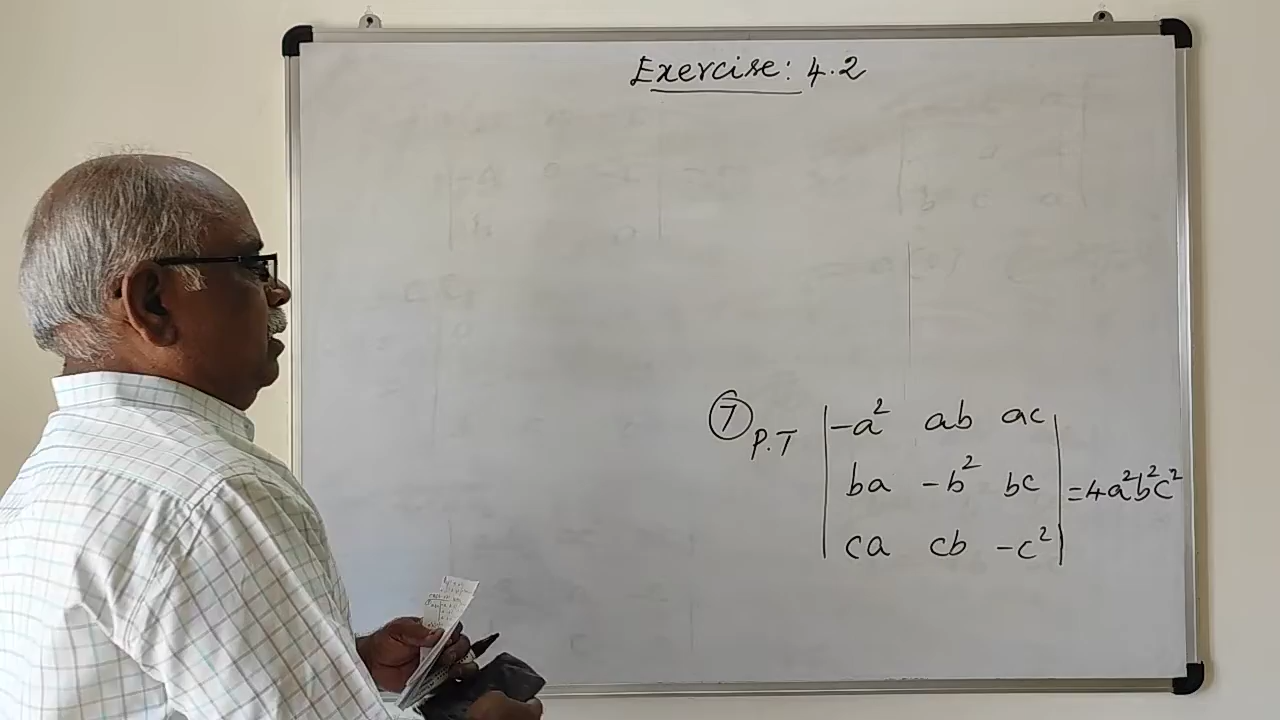 Exercise: 4.2
⑦ P.T | -a² ab ac |
| ba -b² bc | = 4a²b²c²
| ca cb -c² |